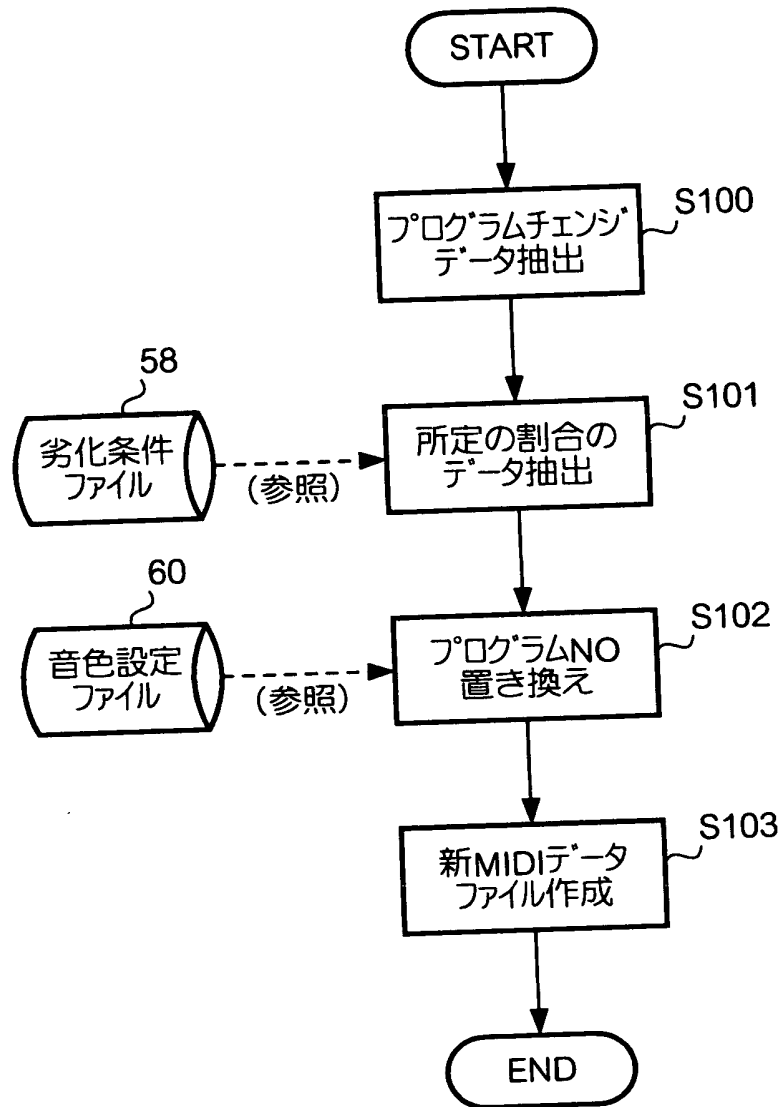 START
プログラムチェンジ
データ抽出
S100
58
劣化条件
ファイル
(参照)
所定の割合の
データ抽出
S101
60
音色設定
ファイル
(参照)
プログラムNO
置き換え
S102
新MIDIデータ
ファイル作成
S103
END